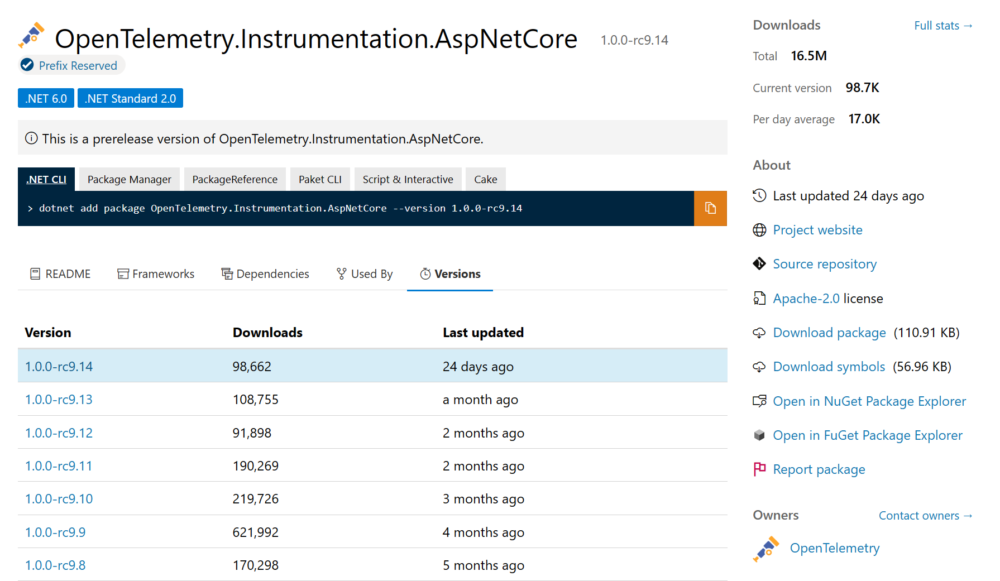 OpenTelemetry.Instrumentation.AspNetCore 1.0.0-rc9.14
Prefix Reserved
.NET 6.0 .NET Standard 2.0
This is a prerelease version of OpenTelemetry.Instrumentation.AspNetCore.
.NET CLI Package Manager PackageReference Paket CLI Script & Interactive Cake
> dotnet add package OpenTelemetry.Instrumentation.AspNetCore --version 1.0.0-rc9.14
README Frameworks Dependencies Used By Versions
Version Downloads Last updated
1.0.0-rc9.14 98,662 24 days ago
1.0.0-rc9.13 108,755 a month ago
1.0.0-rc9.12 91,898 2 months ago
1.0.0-rc9.11 190,269 2 months ago
1.0.0-rc9.10 219,726 3 months ago
1.0.0-rc9.9 621,992 4 months ago
1.0.0-rc9.8 170,298 5 months ago
Downloads Full stats →
Total 16.5M
Current version 98.7K
Per day average 17.0K
About
Last updated 24 days ago
Project website
Source repository
Apache-2.0 license
Download package (110.91 KB)
Download symbols (56.96 KB)
Open in NuGet Package Explorer
Open in FuGet Package Explorer
Report package
Owners Contact owners →
OpenTelemetry